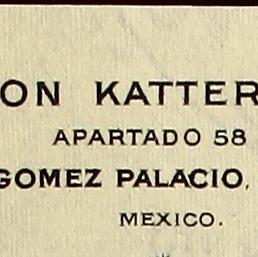 ON KATTER
APARTADO 58
GOMEZ PALACIO,
MEXICO.